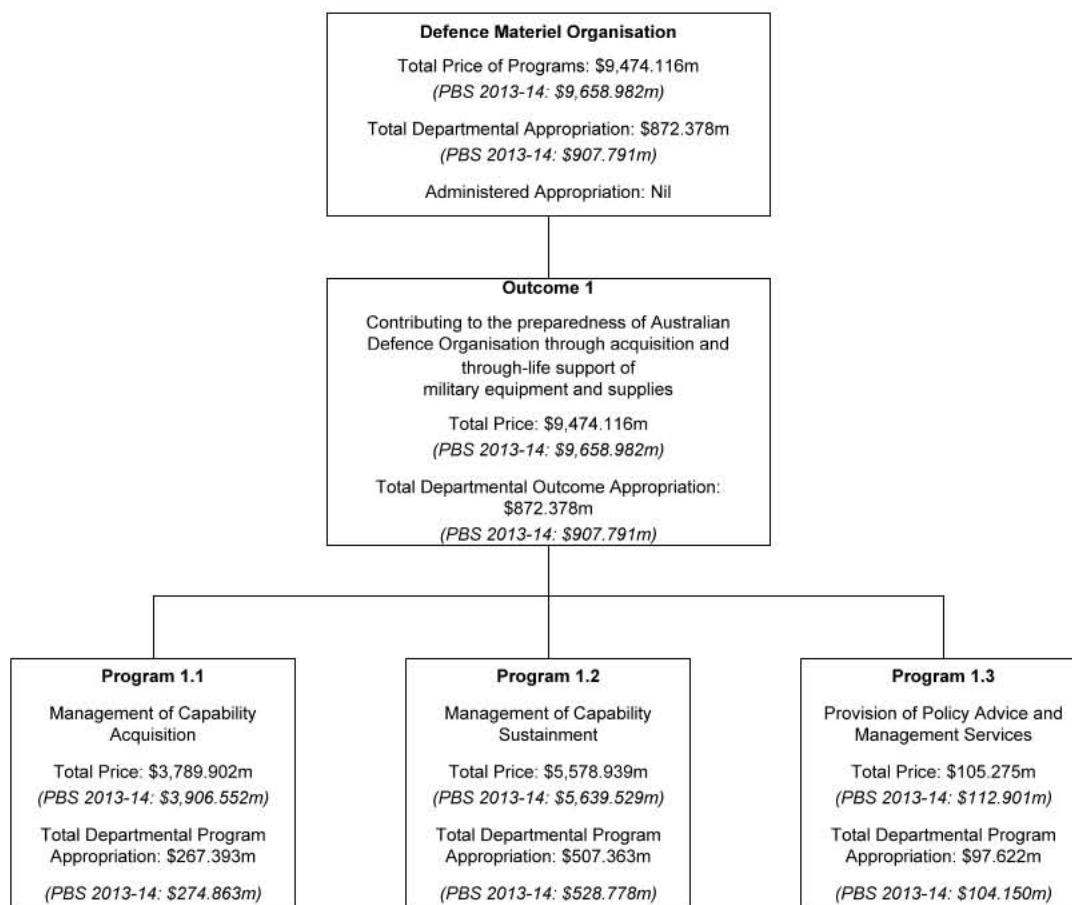 Defence Materiel Organisation
Total Price of Programs: $9,474.116m
(PBS 2013-14: $9,658.982m)
Total Departmental Appropriation: $872.378m
(PBS 2013-14: $907.791m)
Administered Appropriation: Nil
Outcome 1
Contributing to the preparedness of Australian
Defence Organisation through acquisition and
through-life support of
military equipment and supplies
Total Price: $9,474.116m
(PBS 2013-14: $9,658.982m)
Total Departmental Outcome Appropriation:
$872.378m
(PBS 2013-14: $907.791m)
Program 1.1
Management of Capability
Acquisition
Total Price: $3,789.902m
(PBS 2013-14: $3,906.552m)
Total Departmental Program
Appropriation: $267.393m
(PBS 2013-14: $274.863m)
Program 1.2
Management of Capability
Sustainment
Total Price: $5,578.939m
(PBS 2013-14: $5,639.529m)
Total Departmental Program
Appropriation: $507.363m
(PBS 2013-14: $528.778m)
Program 1.3
Provision of Policy Advice and
Management Services
Total Price: $105.275m
(PBS 2013-14: $112.901m)
Total Departmental Program
Appropriation: $97.622m
(PBS 2013-14: $104.150m)